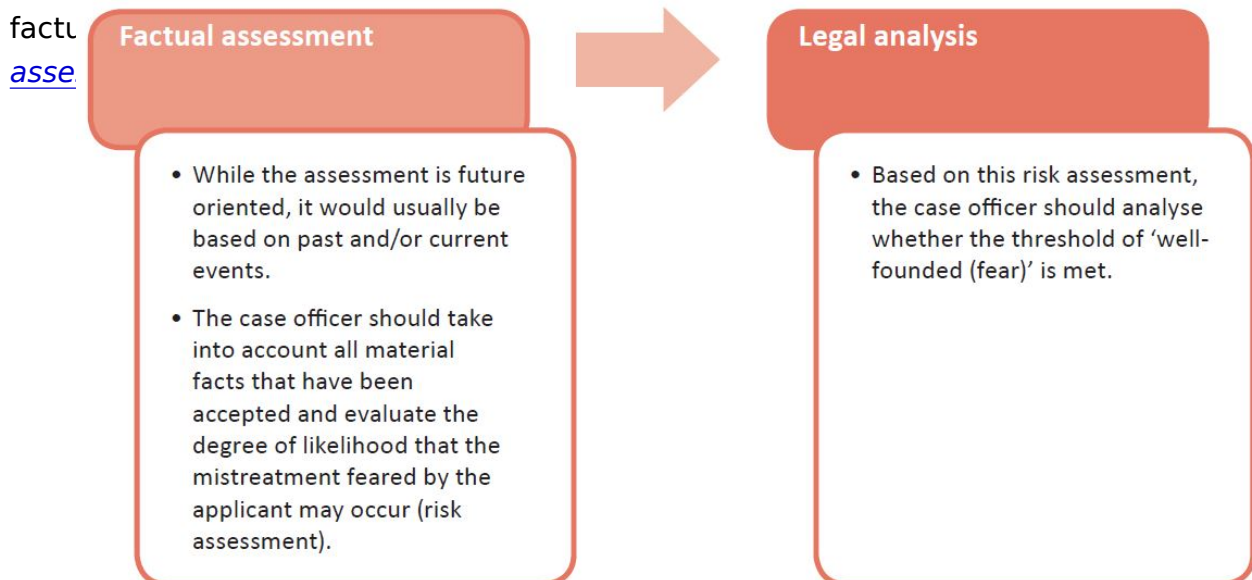 Factual assessment
• While the assessment is future
oriented, it would usually be
based on past and/or current
events.
• The case officer should take
into account all material
facts that have been
accepted and evaluate the
degree of likelihood that the
mistreatment feared by the
applicant may occur (risk
assessment).
Legal analysis
• Based on this risk assessment,
the case officer should analyse
whether the threshold of ‘well-
founded (fear)’ is met.